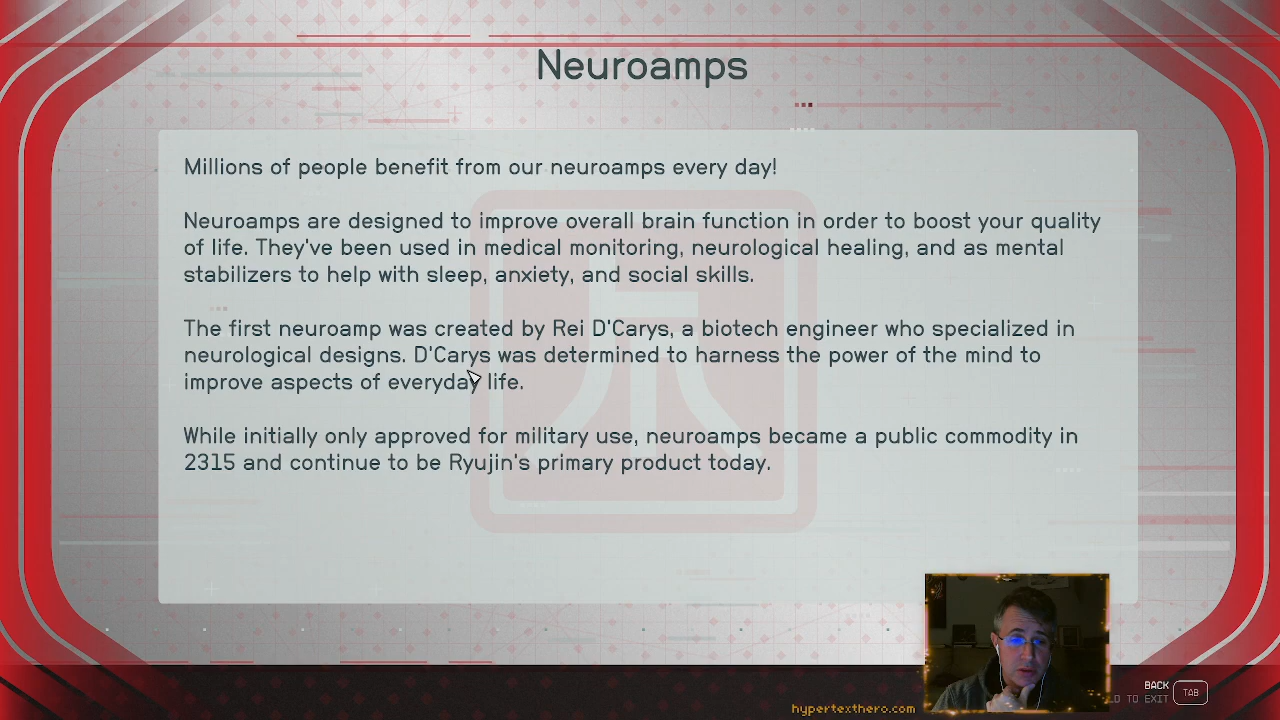 Neuroamps
Millions of people benefit from our neuroamps every day!
Neuroamps are designed to improve overall brain function in order to boost your quality
of life. They've been used in medical monitoring, neurological healing, and as mental
stabilizers to help with sleep, anxiety, and social skills.
The first neuroamp was created by Rei D'Carys, a biotech engineer who specialized in
neurological designs. D'Carys was determined to harness the power of the mind to
improve aspects of everyday life.
While initially only approved for military use, neuroamps became a public commodity in
2315 and continue to be Ryujin's primary product today.
BACK
TO EXIT
TAB
hypertexthero.com